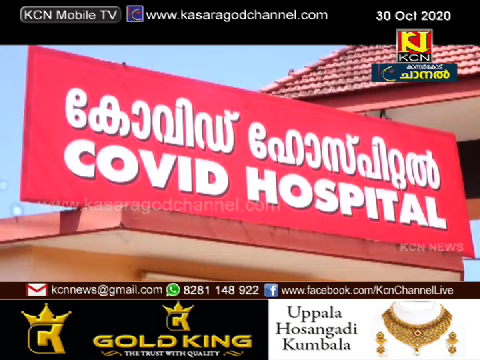 KCN Mobile TV www.kasaragodchannel.com 30 Oct 2020
KCN
കാസർകോട്
ചാനൽ
കോവിഡ് ഹോസ്പിറ്റൽ
COVID HOSPITAL
www.kasaragodchannel.com
KCN NEWS
kcnnews@gmail.com 8281 148 922 www.facebook.com/KcnChannelLive
GOLD KING
THE TRUST WITH QUALITY
Uppala
Hosangadi
Kumbala